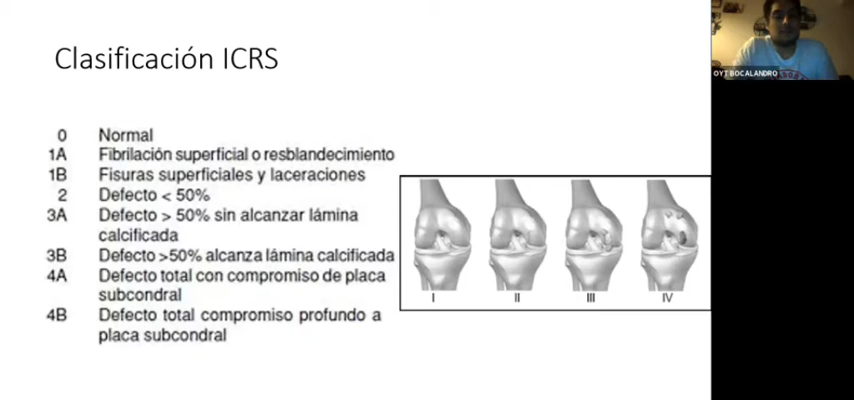 Clasificación ICRS
OYT BOCALANDRO
0 Normal
1A Fibrilación superficial o resblandecimiento
1B Fisuras superficiales y laceraciones
2 Defecto < 50%
3A Defecto > 50% sin alcanzar lámina
calcificada
3B Defecto >50% alcanza lámina calcificada
4A Defecto total con compromiso de placa
subcondral
4B Defecto total compromiso profundo a
placa subcondral
I II III IV